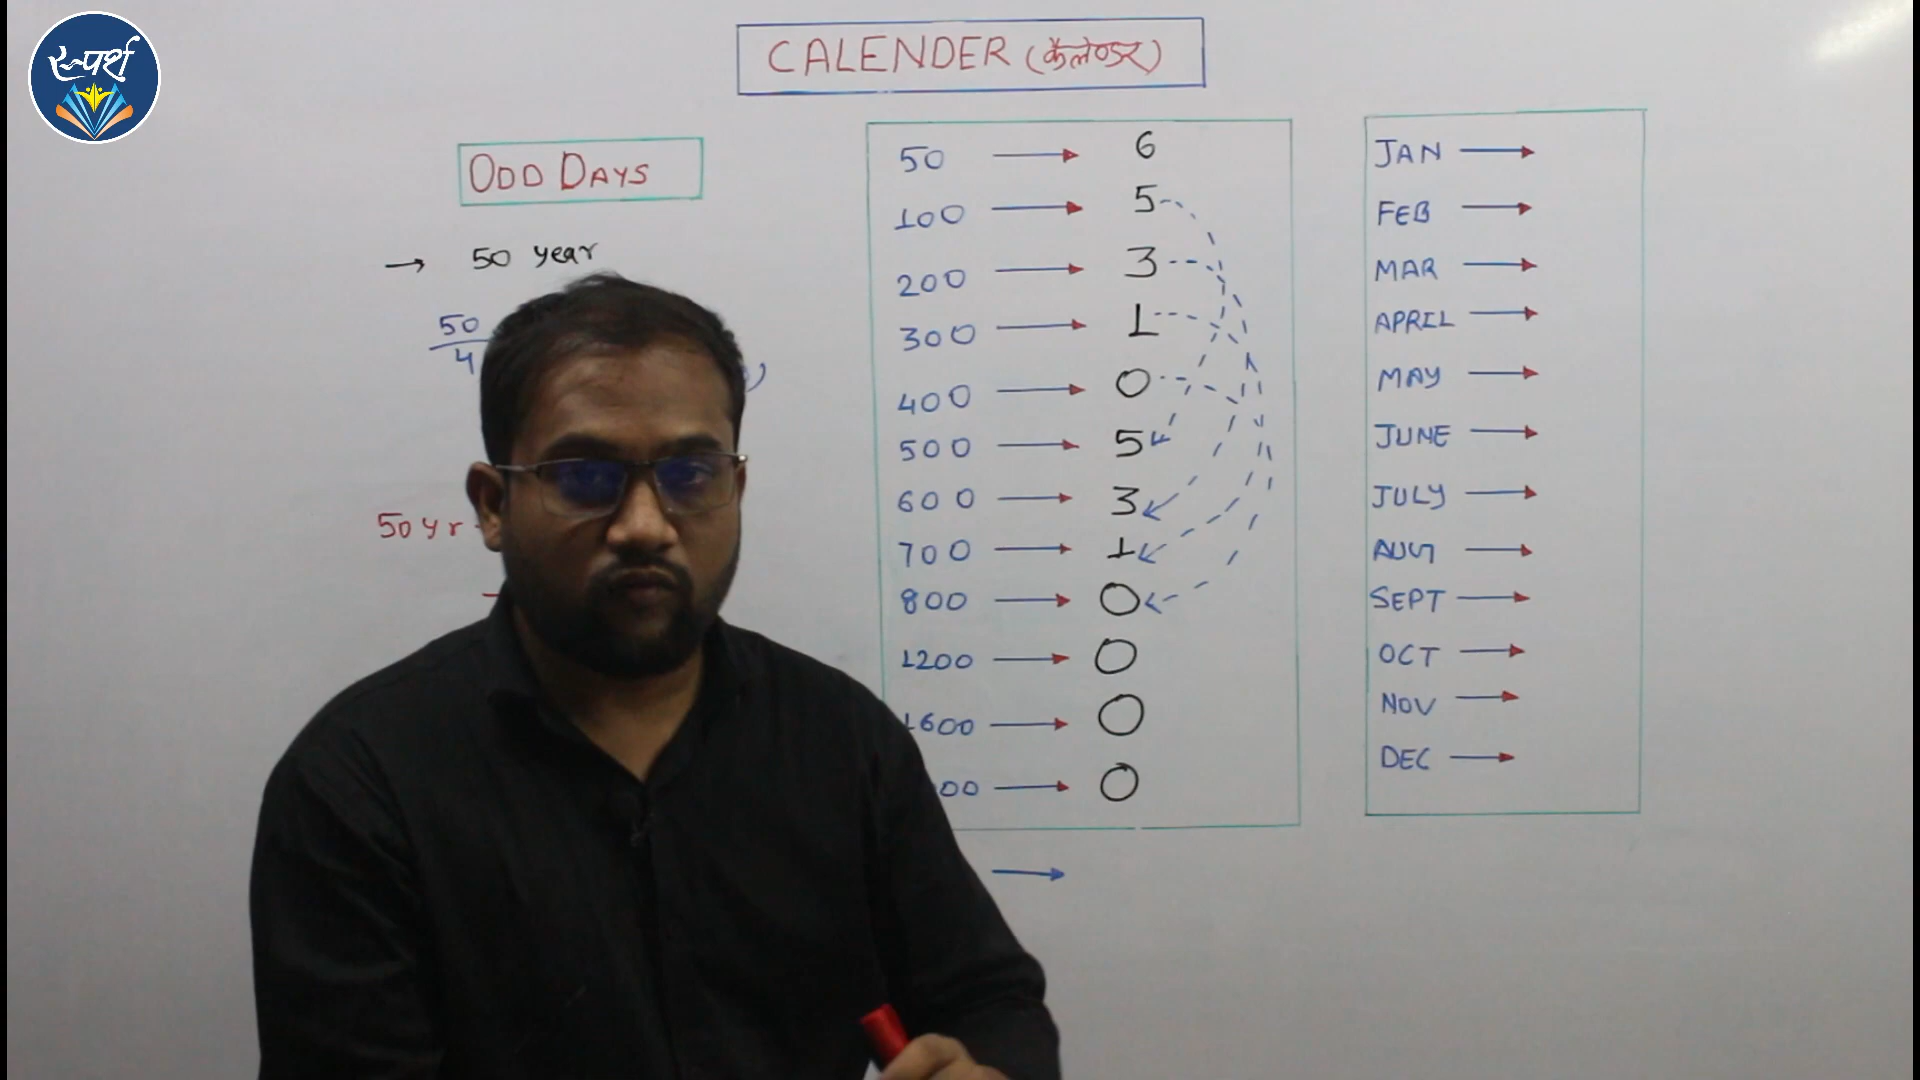 स्पर्श
CALENDER (कैलेण्डर)
ODD DAYS
→ 50 year
50
4
)
50 yr
50 → 6
100 → 5
200 → 3
300 → 1
400 → 0
500 → 5
600 → 3
700 → 1
800 → 0
1200 → 0
1600 → 0
00 → 0
→
JAN →
FEB →
MAR →
APRIL →
MAY →
JUNE →
JULY →
AUG →
SEPT →
OCT →
NOV →
DEC →